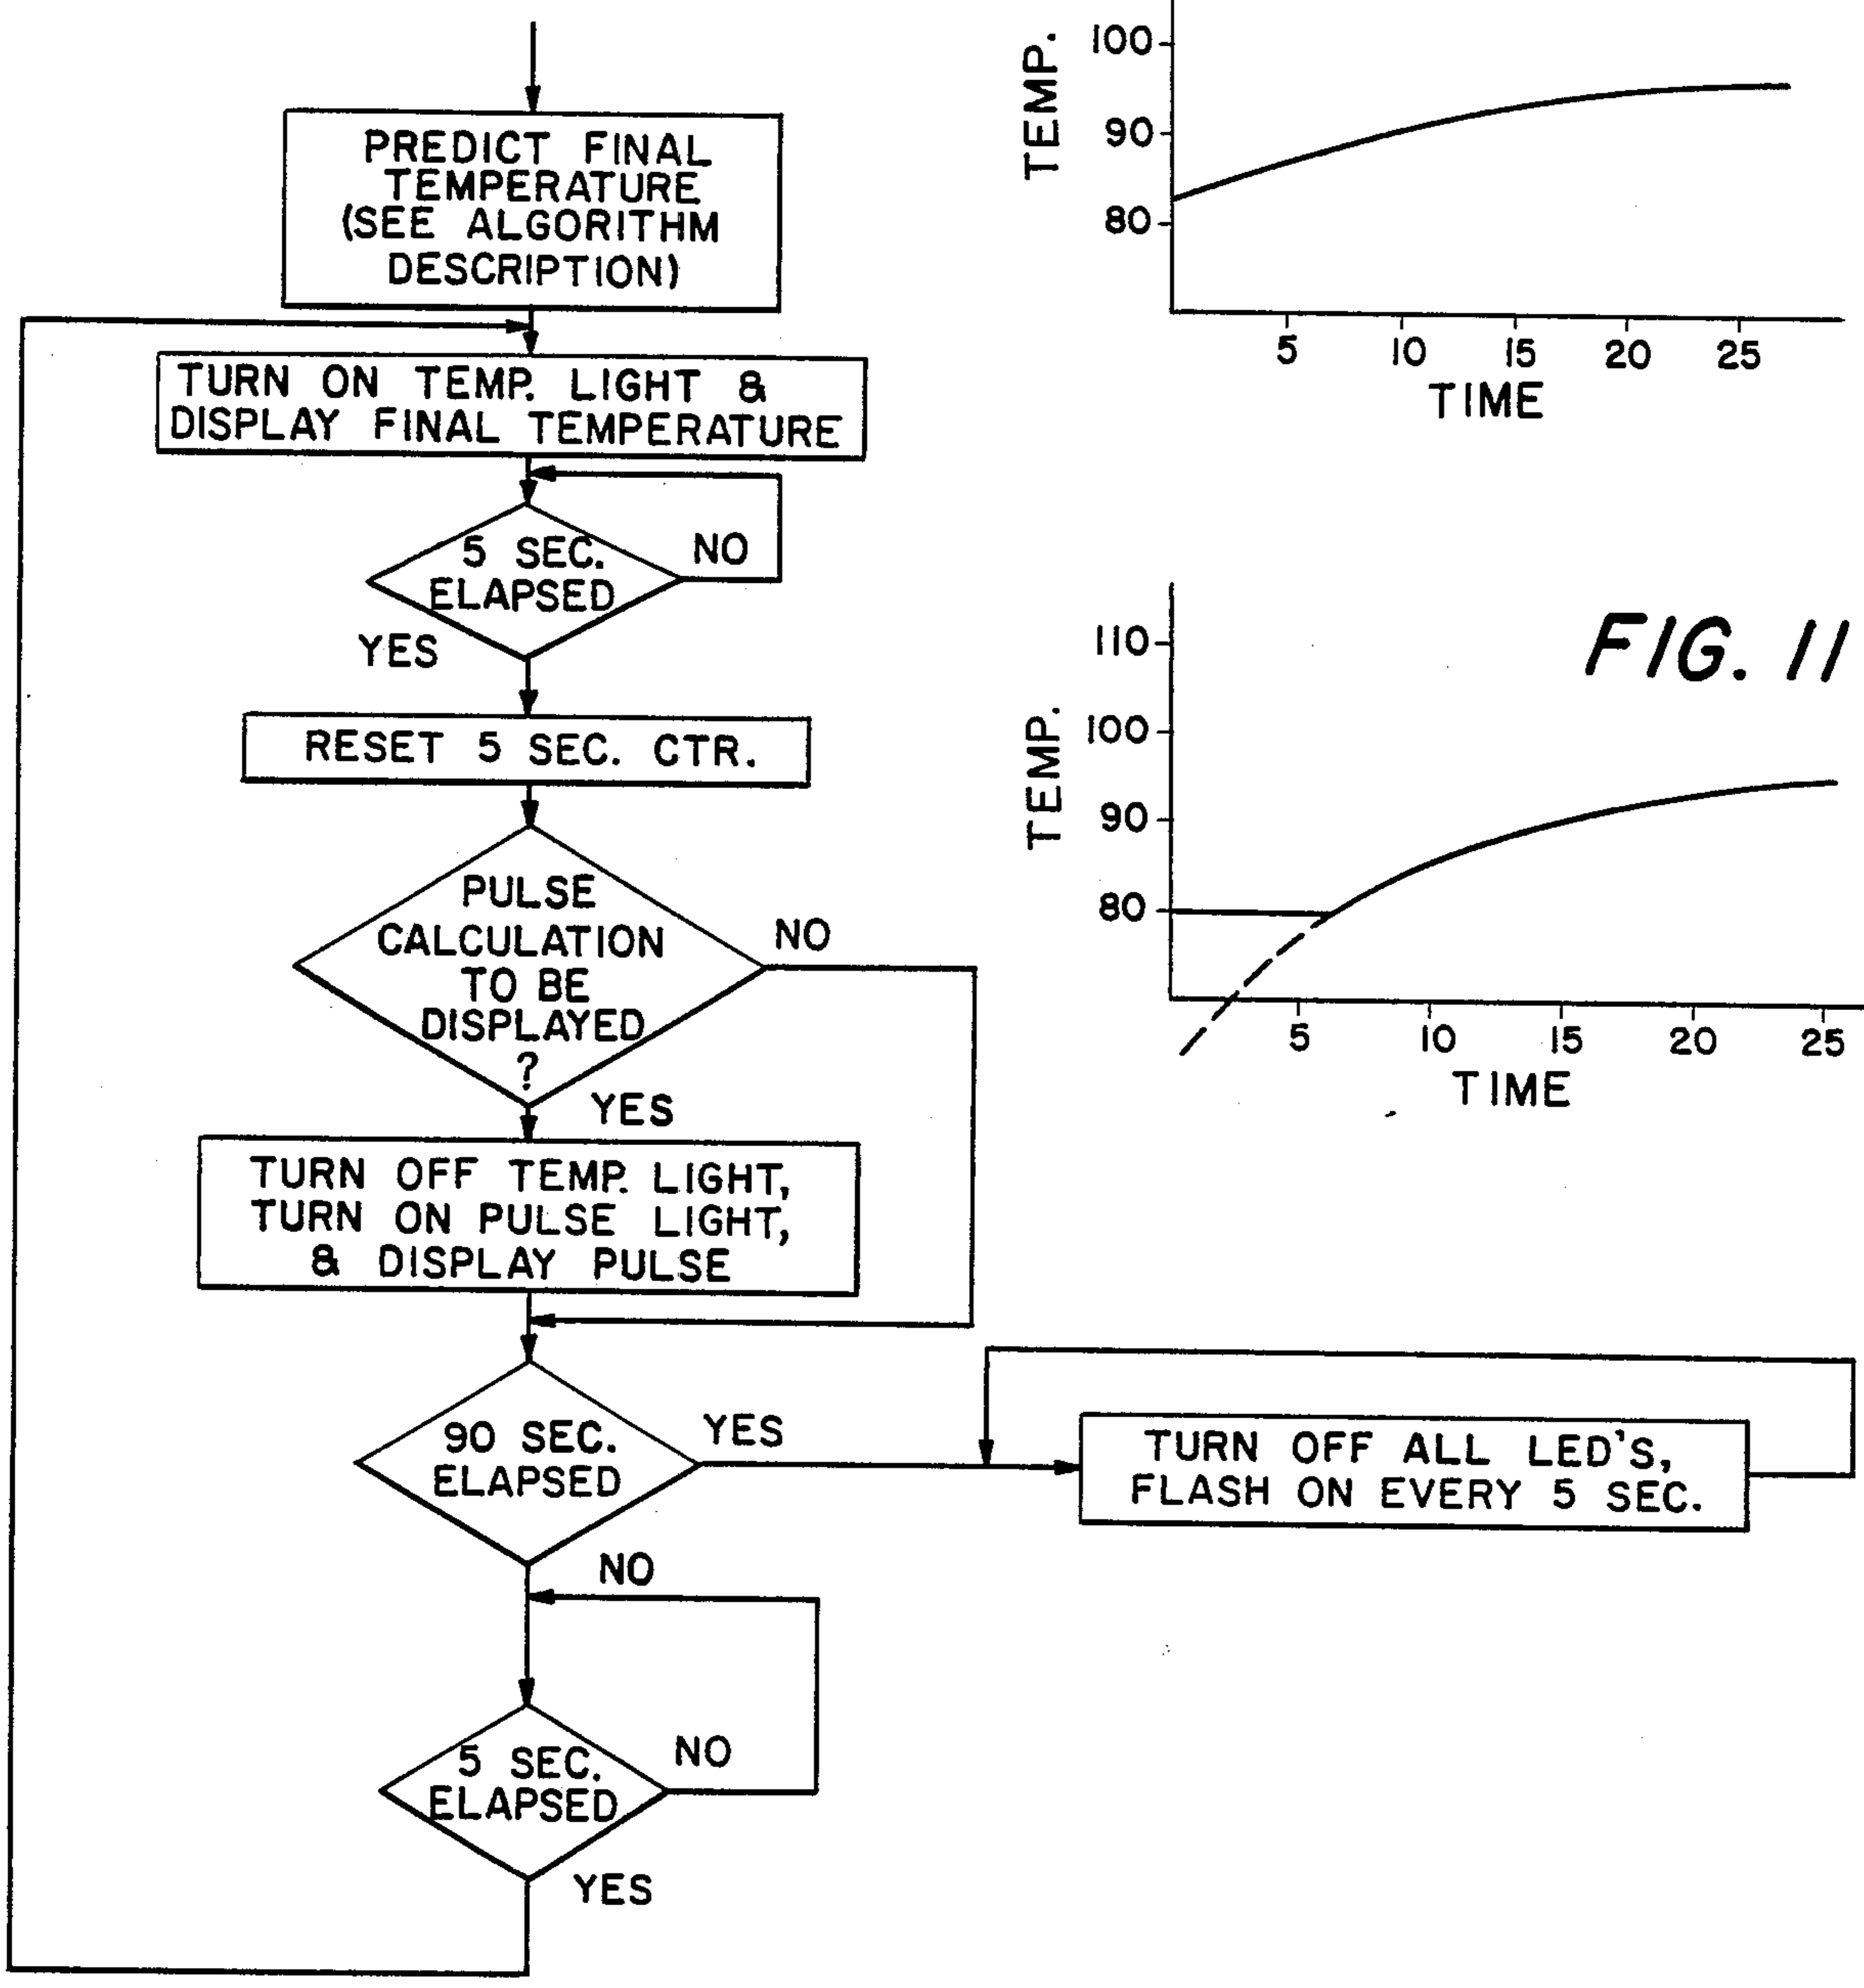 PREDICT FINAL
TEMPERATURE
(SEE ALGORITHM
DESCRIPTION)
TURN ON TEMP. LIGHT &
DISPLAY FINAL TEMPERATURE
5 SEC.
ELAPSED
NO
YES
RESET 5 SEC. CTR.
PULSE
CALCULATION
TO BE
DISPLAYED
?
NO
YES
TURN OFF TEMP. LIGHT,
TURN ON PULSE LIGHT,
& DISPLAY PULSE
90 SEC.
ELAPSED
YES
NO
TURN OFF ALL LED'S,
FLASH ON EVERY 5 SEC.
5 SEC.
ELAPSED
NO
YES
TEMP.
100
90
80
5 10 15 20 25
TIME
FIG. 11
TEMP.
110
100
90
80
5 10 15 20 25
TIME